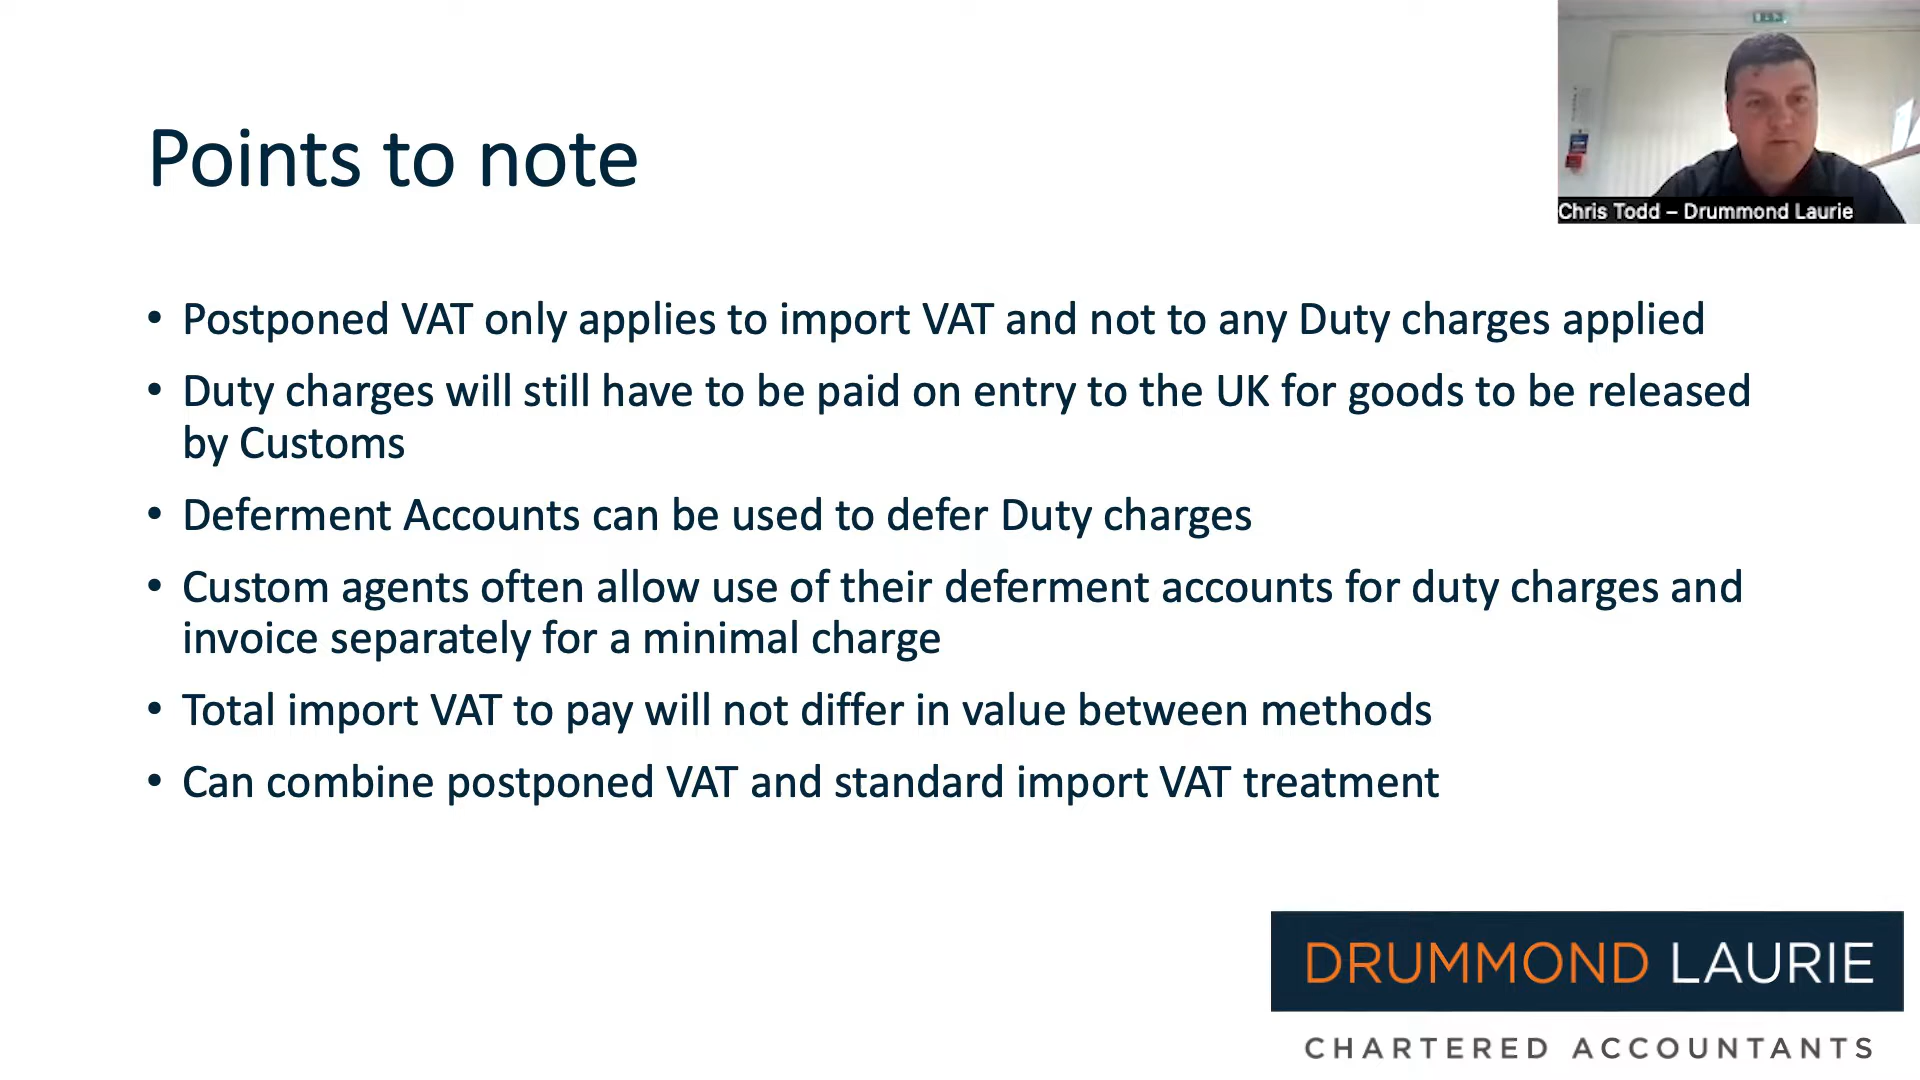 Points to note
Chris Todd – Drummond Laurie
• Postponed VAT only applies to import VAT and not to any Duty charges applied
• Duty charges will still have to be paid on entry to the UK for goods to be released
by Customs
• Deferment Accounts can be used to defer Duty charges
• Custom agents often allow use of their deferment accounts for duty charges and
invoice separately for a minimal charge
• Total import VAT to pay will not differ in value between methods
• Can combine postponed VAT and standard import VAT treatment
DRUMMOND LAURIE
CHARTERED ACCOUNTANTS